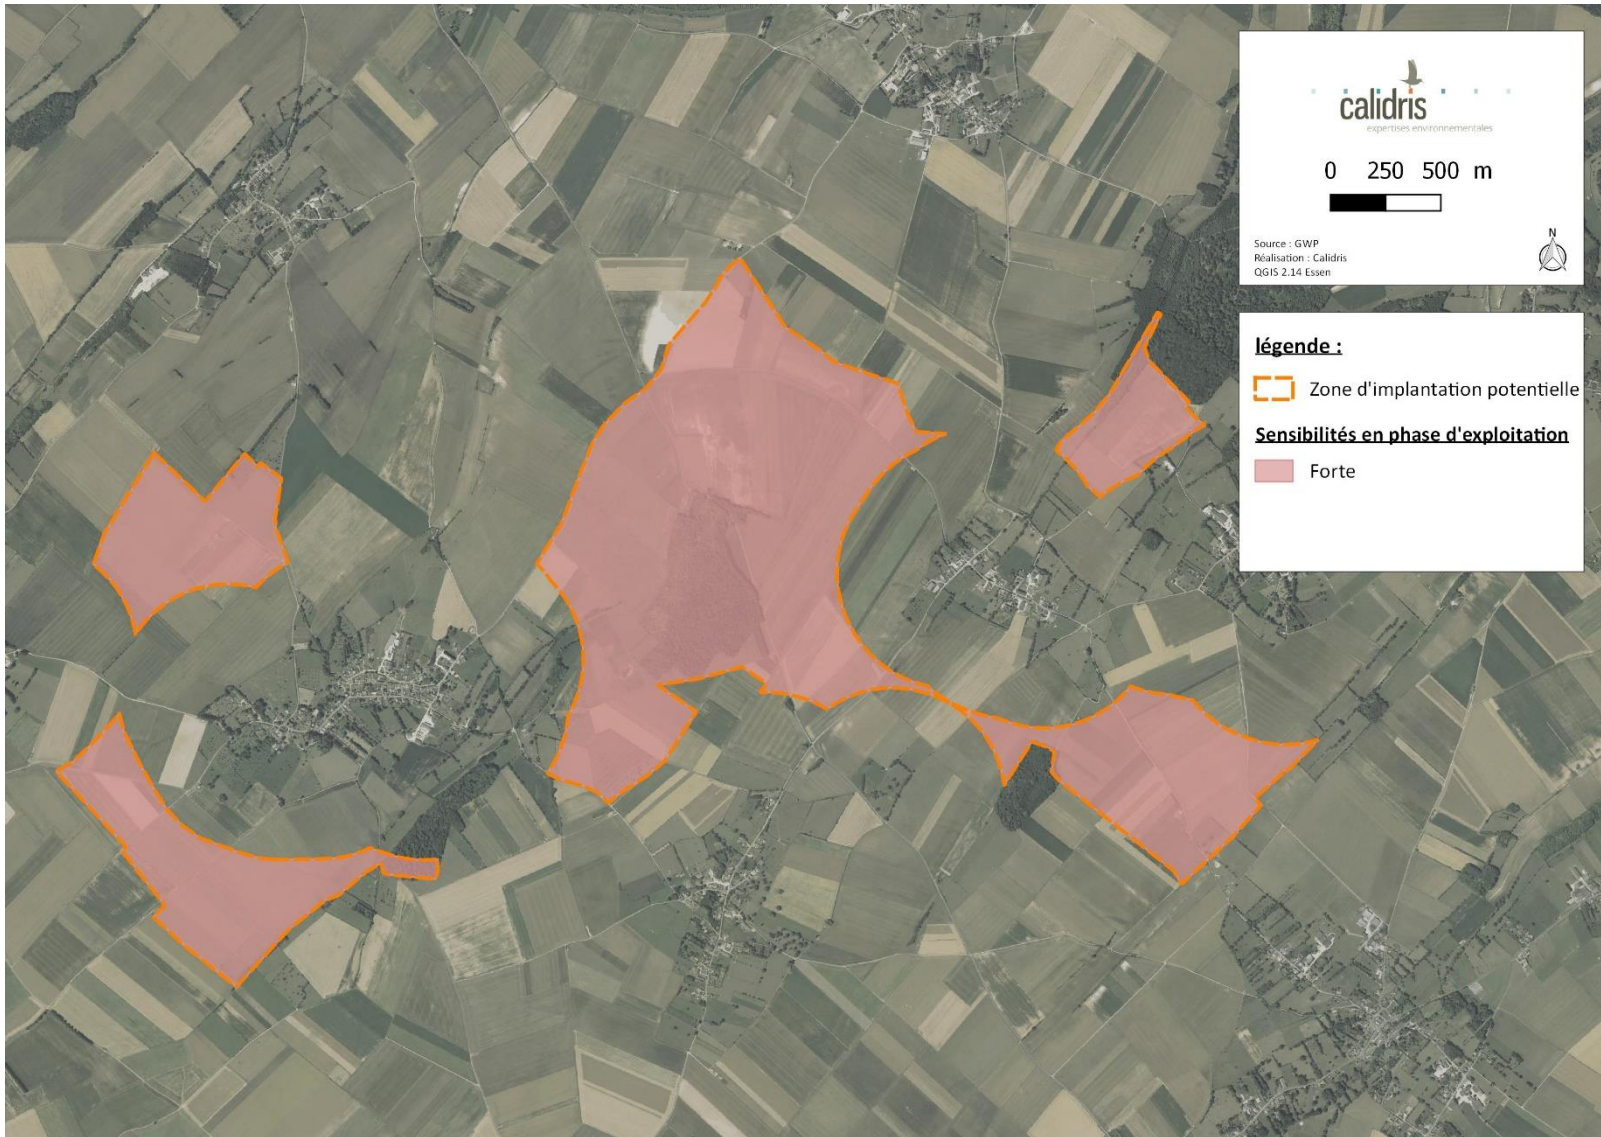 calidris
expertises environnementales
0 250 500 m
Source : GWP
Réalisation : Calidris
QGIS 2.14 Essen
N
légende :
Zone d'implantation potentielle
Sensibilités en phase d'exploitation
Forte